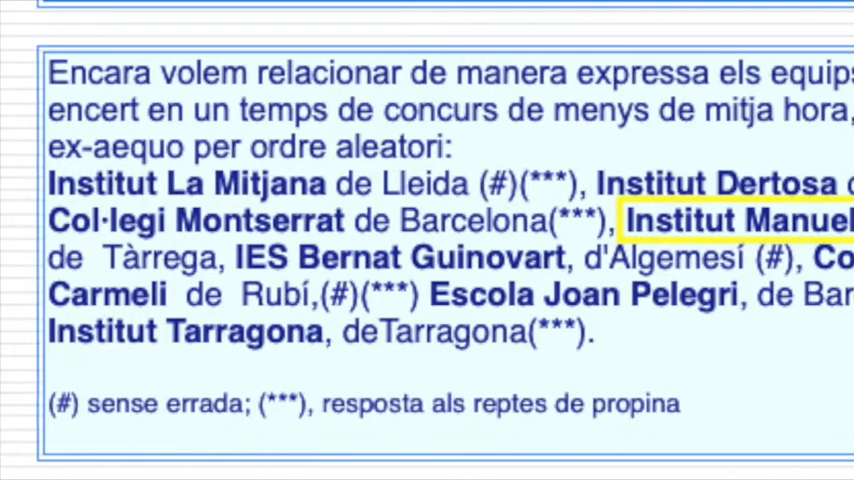 Encara volem relacionar de manera expressa els equips
encert en un temps de concurs de menys de mitja hora,
ex-aequo per ordre aleatori:
Institut La Mitjana de Lleida (#)(***), Institut Dertosa
Col·legi Montserrat de Barcelona(***), Institut Manuel
de Tàrrega, IES Bernat Guinovart, d'Algemesí (#), Co
Carmeli de Rubí,(#)(***) Escola Joan Pelegri, de Bar
Institut Tarragona, deTarragona(***).
(#) sense errada; (***), resposta als reptes de propina